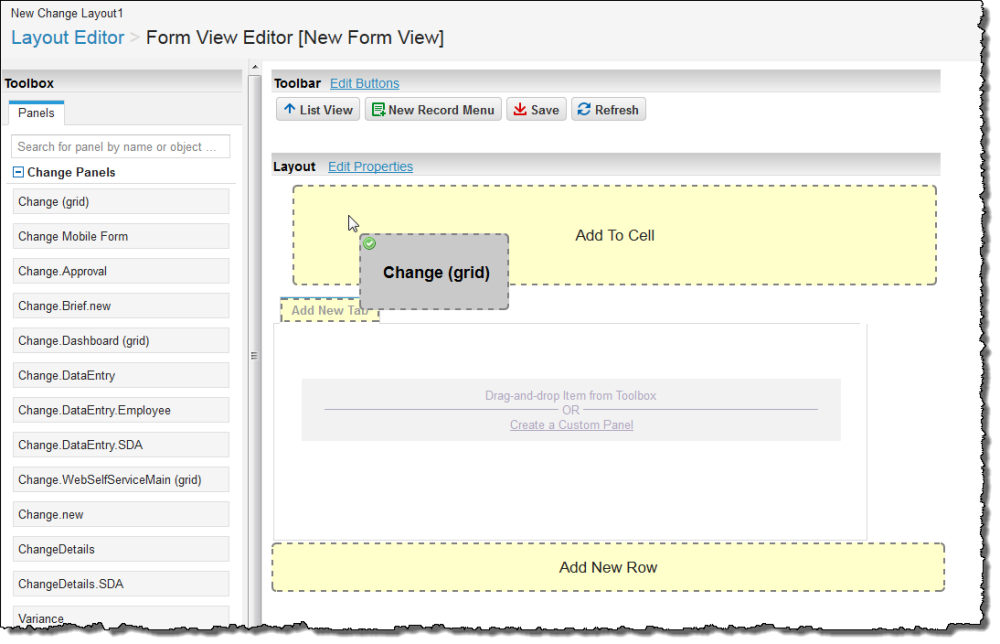 New Change Layout1
Layout Editor > Form View Editor [New Form View]
Toolbox
Panels
Search for panel by name or object ...
Change Panels
Change (grid)
Change Mobile Form
Change.Approval
Change.Brief.new
Change.Dashboard (grid)
Change.DataEntry
Change.DataEntry.Employee
Change.DataEntry.SDA
Change.WebSelfServiceMain (grid)
Change.new
ChangeDetails
ChangeDetails.SDA
Variance
Toolbar Edit Buttons
List View New Record Menu Save Refresh
Layout Edit Properties
Add To Cell
Change (grid)
Add New Tab
Drag-and-drop Item from Toolbox
OR
Create a Custom Panel
Add New Row